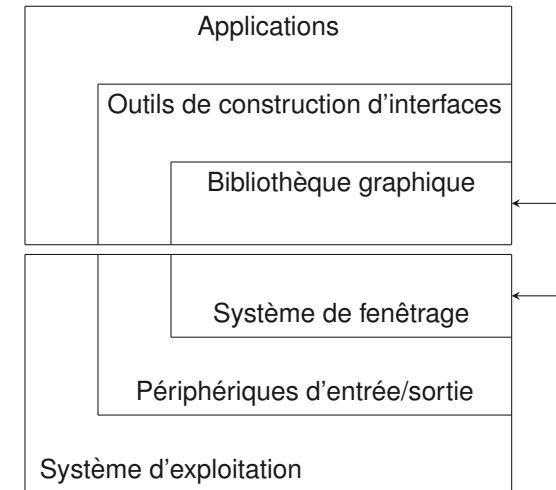 Applications
Outils de construction d'interfaces
Bibliothèque graphique
Système de fenêtrage
Périphériques d'entrée/sortie
Système d'exploitation